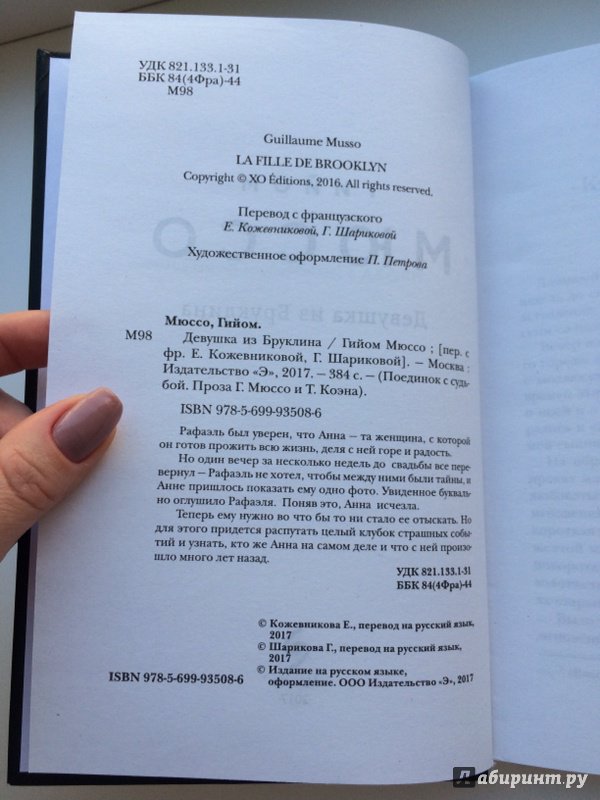 УДК 821.133.1-31
ББК 84(4Фра)-44
М98
Guillaume Musso
LA FILLE DE BROOKLYN
Copyright © XO Éditions, 2016. All rights reserved.
Перевод с французского
Е. Кожевниковой, Г. Шариковой
Художественное оформление П. Петрова
Мюссо, Гийом.
М98 Девушка из Бруклина / Гийом Мюссо ; [пер. с
фр. Е. Кожевниковой, Г. Шариковой]. – Москва :
Издательство «Э», 2017. – 384 с. – (Поединок с судь-
бой. Проза Г. Мюссо и Т. Коэна).
ISBN 978-5-699-93508-6
Рафаэль был уверен, что Анна – та женщина, с которой
он готов прожить всю жизнь, деля с ней горе и радость.
Но один вечер за несколько недель до свадьбы все пере-
вернул – Рафаэль не хотел, чтобы между ними были тайны, и
Анне пришлось показать ему одно фото. Увиденное букваль-
но оглушило Рафаэля. Поняв это, Анна исчезла.
Теперь ему нужно во что бы то ни стало ее отыскать. Но
для этого придется распутать целый клубок страшных собы-
тий и узнать, кто же Анна на самом деле и что с ней произо-
шло много лет назад.
УДК 821.133.1-31
ББК 84(4Фра)-44
© Кожевникова Е., перевод на русский язык,
2017
© Шарикова Г., перевод на русский язык,
2017
© Издание на русском языке,
оформление. ООО Издательство «Э», 2017
ISBN 978-5-699-93508-6
Лабиринт.ру